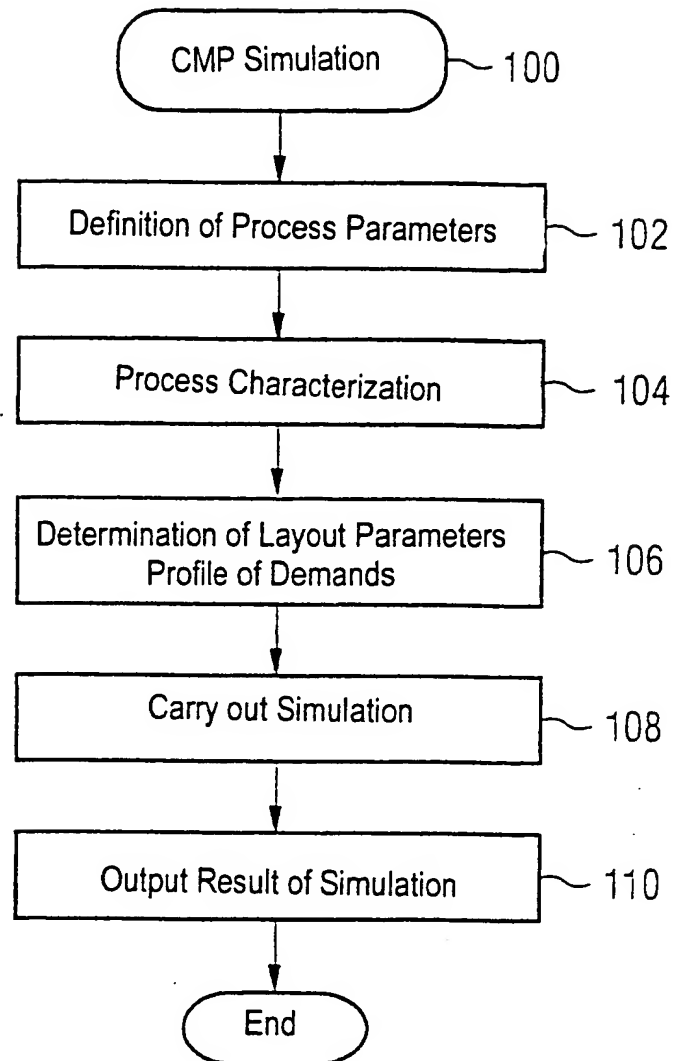 CMP Simulation 100
Definition of Process Parameters 102
Process Characterization 104
Determination of Layout Parameters
Profile of Demands 106
Carry out Simulation 108
Output Result of Simulation 110
End